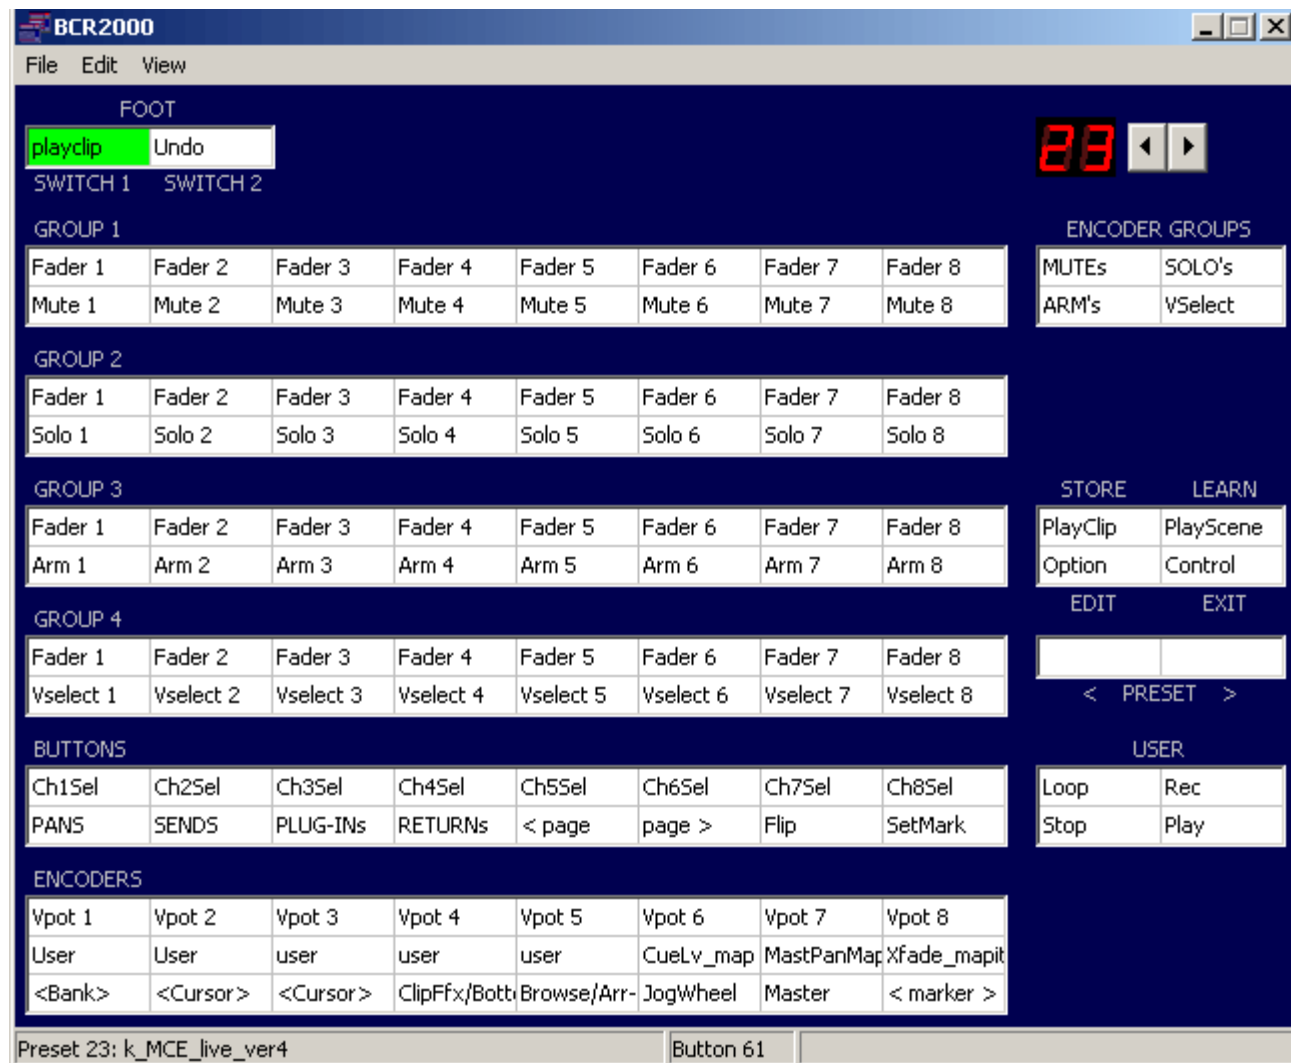 BCR2000
File Edit View
FOOT
playclip Undo
SWITCH 1 SWITCH 2
23
GROUP 1 ENCODER GROUPS
Fader 1 Fader 2 Fader 3 Fader 4 Fader 5 Fader 6 Fader 7 Fader 8 MUTEs SOLO's
Mute 1 Mute 2 Mute 3 Mute 4 Mute 5 Mute 6 Mute 7 Mute 8 ARM's VSelect
GROUP 2
Fader 1 Fader 2 Fader 3 Fader 4 Fader 5 Fader 6 Fader 7 Fader 8
Solo 1 Solo 2 Solo 3 Solo 4 Solo 5 Solo 6 Solo 7 Solo 8
GROUP 3 STORE LEARN
Fader 1 Fader 2 Fader 3 Fader 4 Fader 5 Fader 6 Fader 7 Fader 8 PlayClip PlayScene
Arm 1 Arm 2 Arm 3 Arm 4 Arm 5 Arm 6 Arm 7 Arm 8 Option Control
GROUP 4 EDIT EXIT
Fader 1 Fader 2 Fader 3 Fader 4 Fader 5 Fader 6 Fader 7 Fader 8
Vselect 1 Vselect 2 Vselect 3 Vselect 4 Vselect 5 Vselect 6 Vselect 7 Vselect 8 < PRESET >
BUTTONS USER
Ch1Sel Ch2Sel Ch3Sel Ch4Sel Ch5Sel Ch6Sel Ch7Sel Ch8Sel Loop Rec
PANS SENDS PLUG-INs RETURNs < page page > Flip SetMark Stop Play
ENCODERS
Vpot 1 Vpot 2 Vpot 3 Vpot 4 Vpot 5 Vpot 6 Vpot 7 Vpot 8
User User user user user CueLv_map MastPanMap Xfade_mapit
<Bank> <Cursor> <Cursor> ClipFfx/Bott Browse/Arr- JogWheel Master < marker >
Preset 23: k_MCE_live_ver4 Button 61